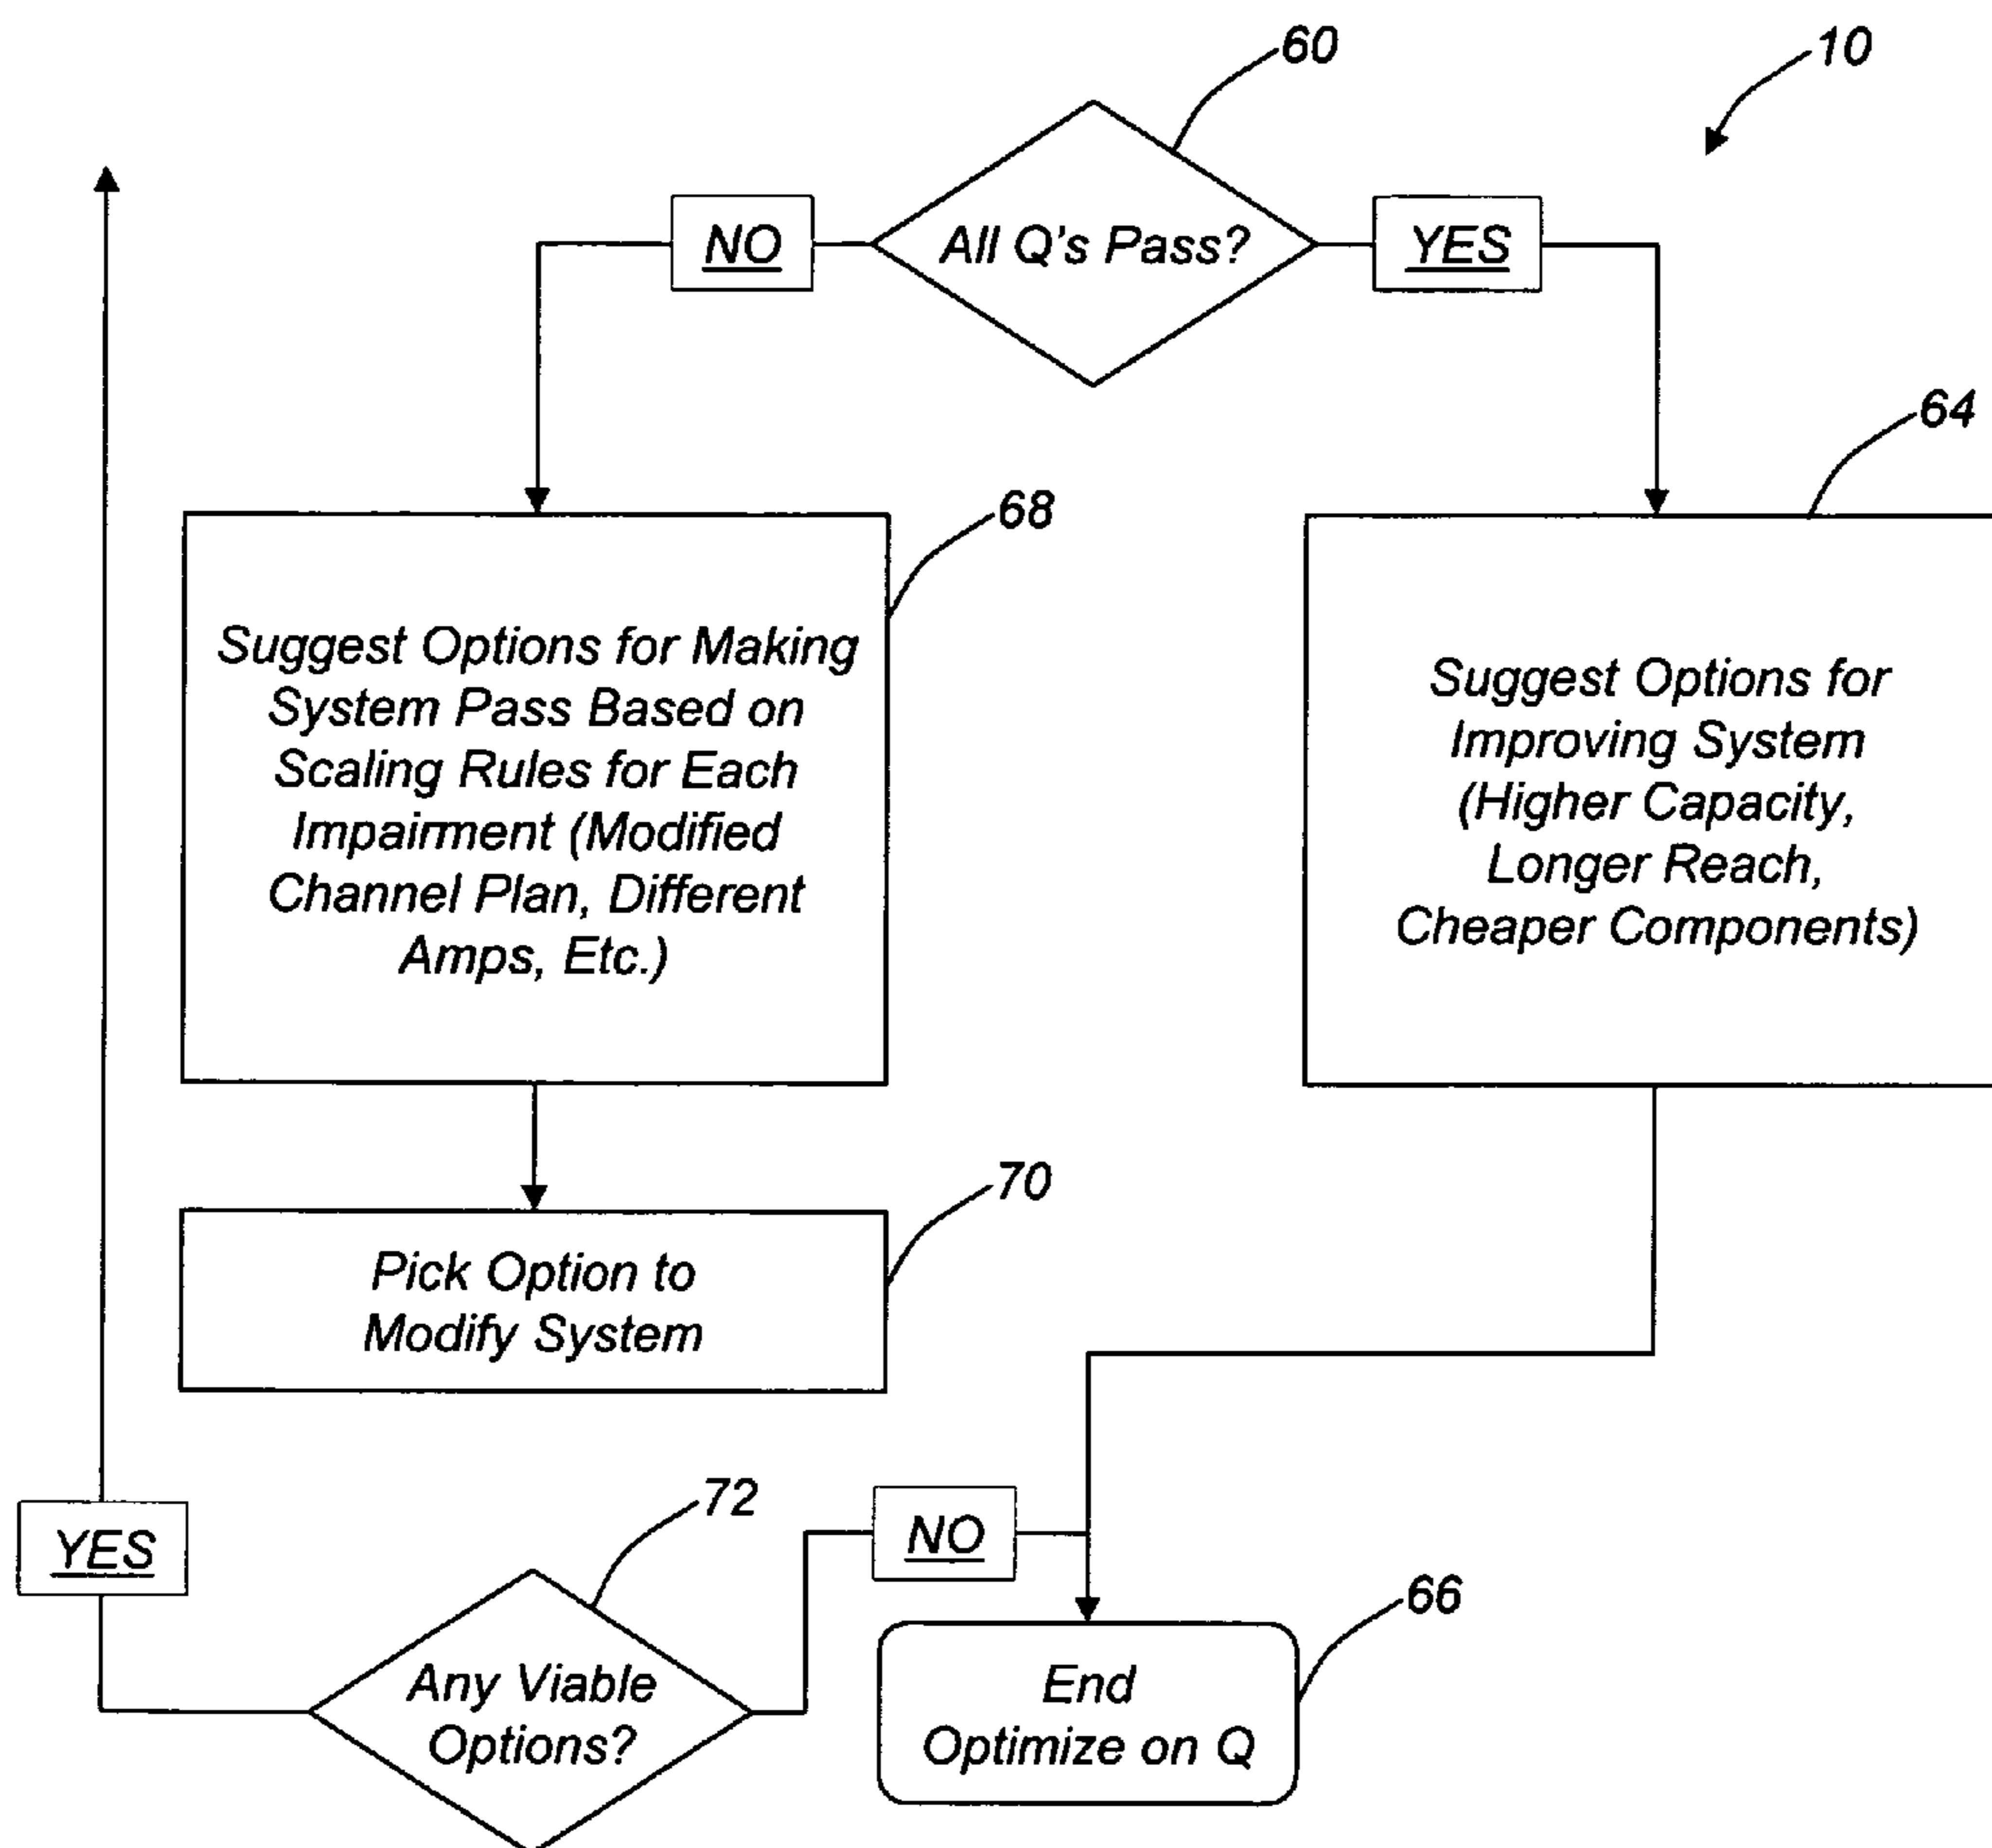 60
10
NO
All Q's Pass?
YES
64
68
Suggest Options for Making
System Pass Based on
Scaling Rules for Each
Impairment (Modified
Channel Plan, Different
Amps, Etc.)
Suggest Options for
Improving System
(Higher Capacity,
Longer Reach,
Cheaper Components)
70
Pick Option to
Modify System
72
YES
NO
66
Any Viable
Options?
End
Optimize on Q